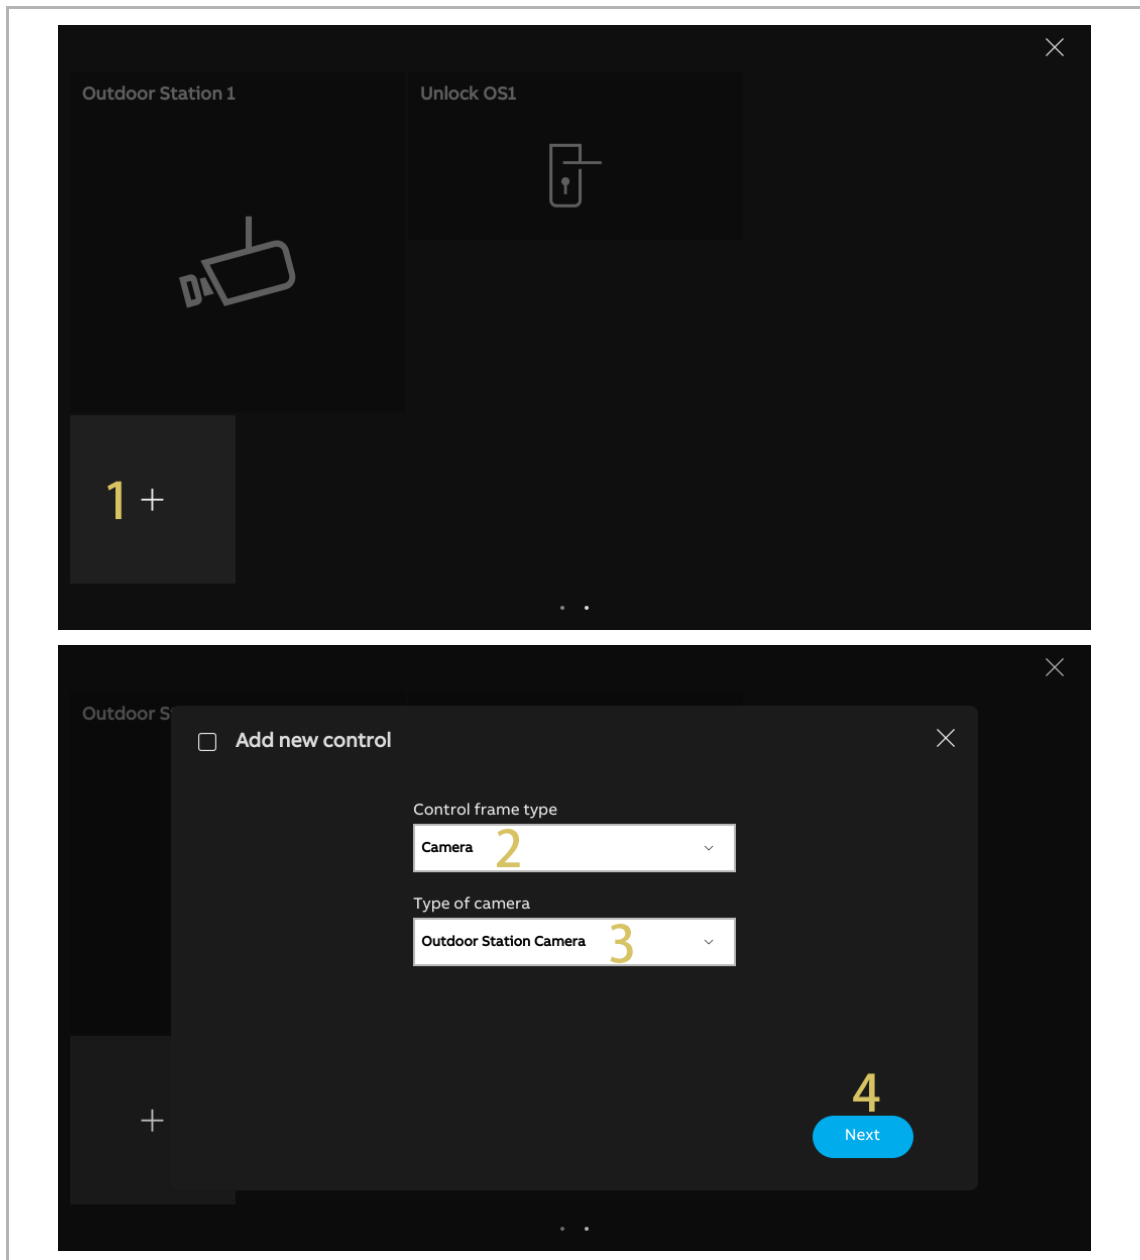 Outdoor Station 1
Unlock OS1
1
Outdoor S
Add new control
Control frame type
Camera 2
Type of camera
Outdoor Station Camera 3
4
Next